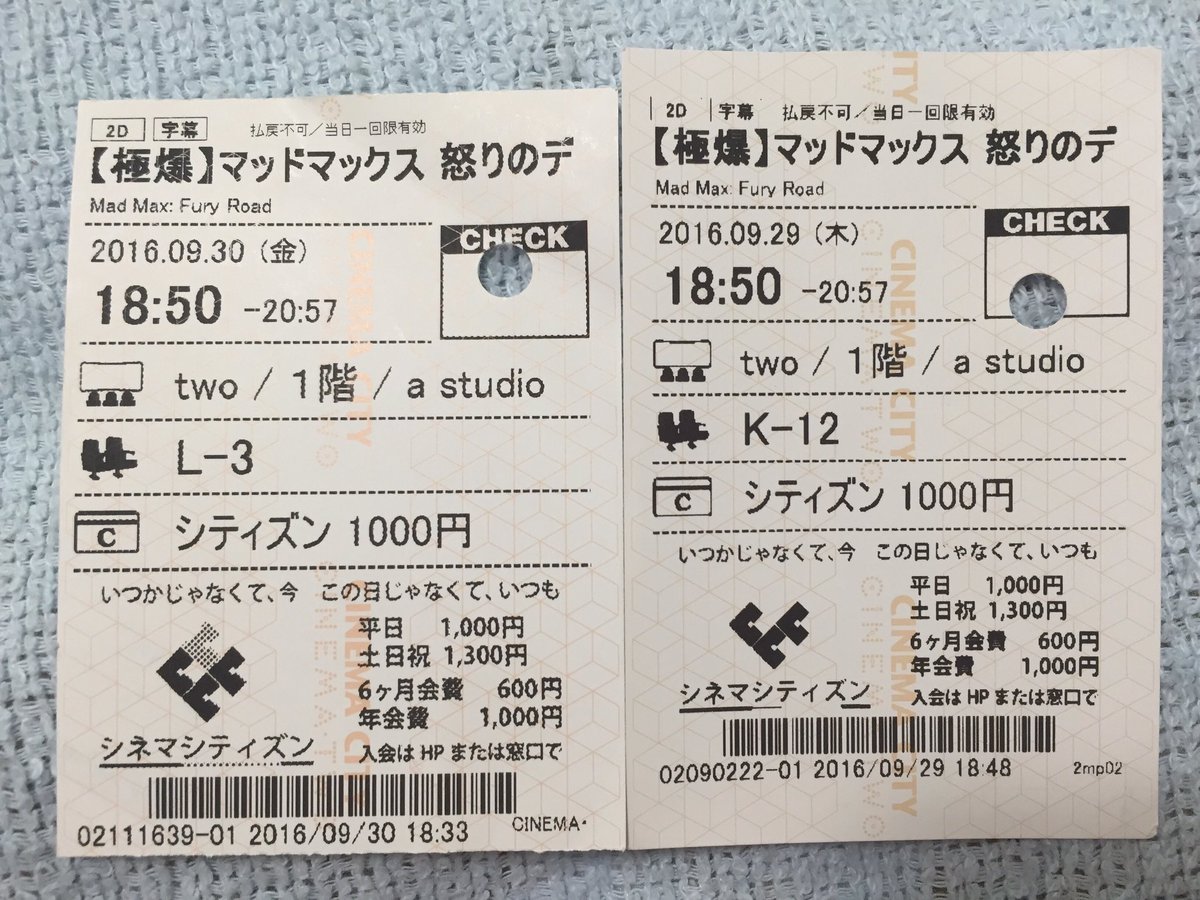 2D 字幕 払戻不可／当日一回限有効
【極爆】マッドマックス 怒りのデ
Mad Max: Fury Road
2016.09.30（金）
CHECK
18:50 -20:57
two / 1階 / a studio
L-3
C シティズン 1000円
いつかじゃなくて、今 この日じゃなくて、いつも
平日 1,000円
土日祝 1,300円
6ヶ月会費 600円
年会費 1,000円
シネマシティズン 入会は HP または窓口で
02111639-01 2016/09/30 18:33 CINEMA・
2D 字幕 払戻不可／当日一回限有効
【極爆】マッドマックス 怒りのデ
Mad Max: Fury Road
2016.09.29（木）
CHECK
18:50 -20:57
two / 1階 / a studio
K-12
C シティズン 1000円
いつかじゃなくて、今 この日じゃなくて、いつも
平日 1,000円
土日祝 1,300円
6ヶ月会費 600円
年会費 1,000円
シネマシティズン 入会は HP または窓口で
02090222-01 2016/09/29 18:48 2mp02
CINEMA CITY
CINEMA CITY